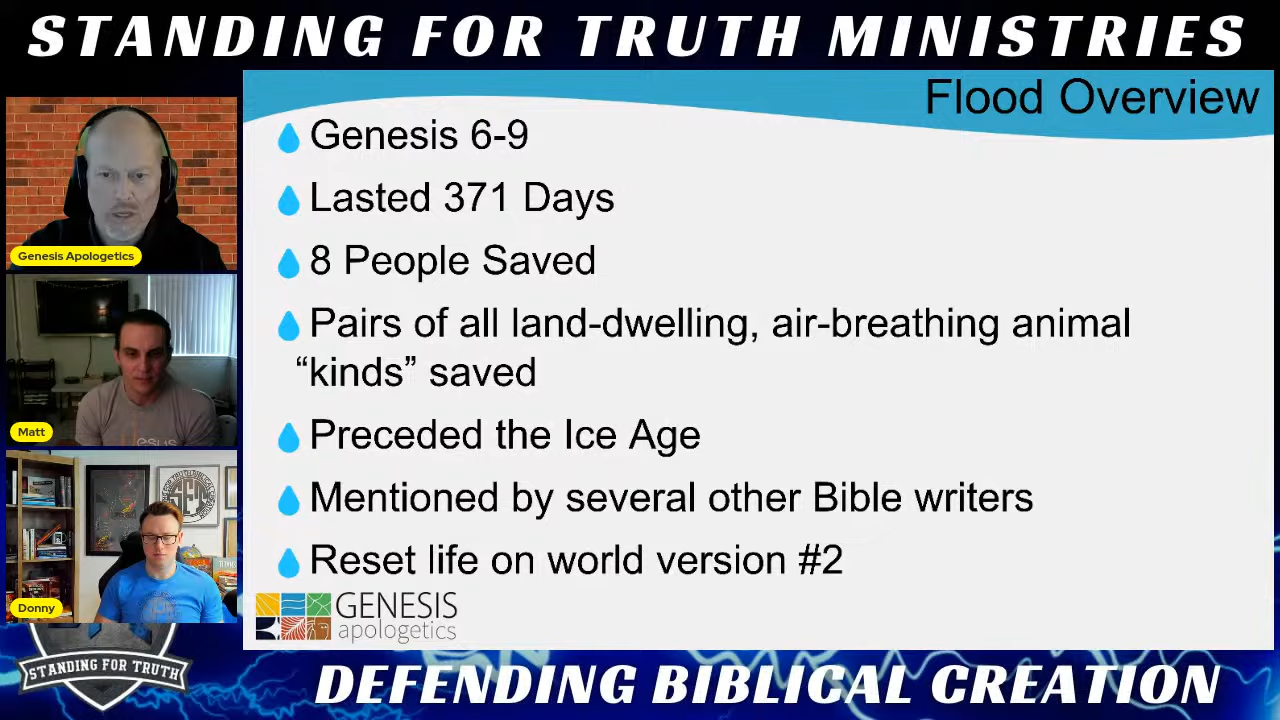 STANDING FOR TRUTH MINISTRIES
Flood Overview
Genesis 6-9
Lasted 371 Days
8 People Saved
Pairs of all land-dwelling, air-breathing animal
“kinds” saved
Preceded the Ice Age
Mentioned by several other Bible writers
Reset life on world version #2
GENESIS
apologetics
Genesis Apologetics
Matt
esus
SFT
Donny
STANDING FOR TRUTH
DEFENDING BIBLICAL CREATION